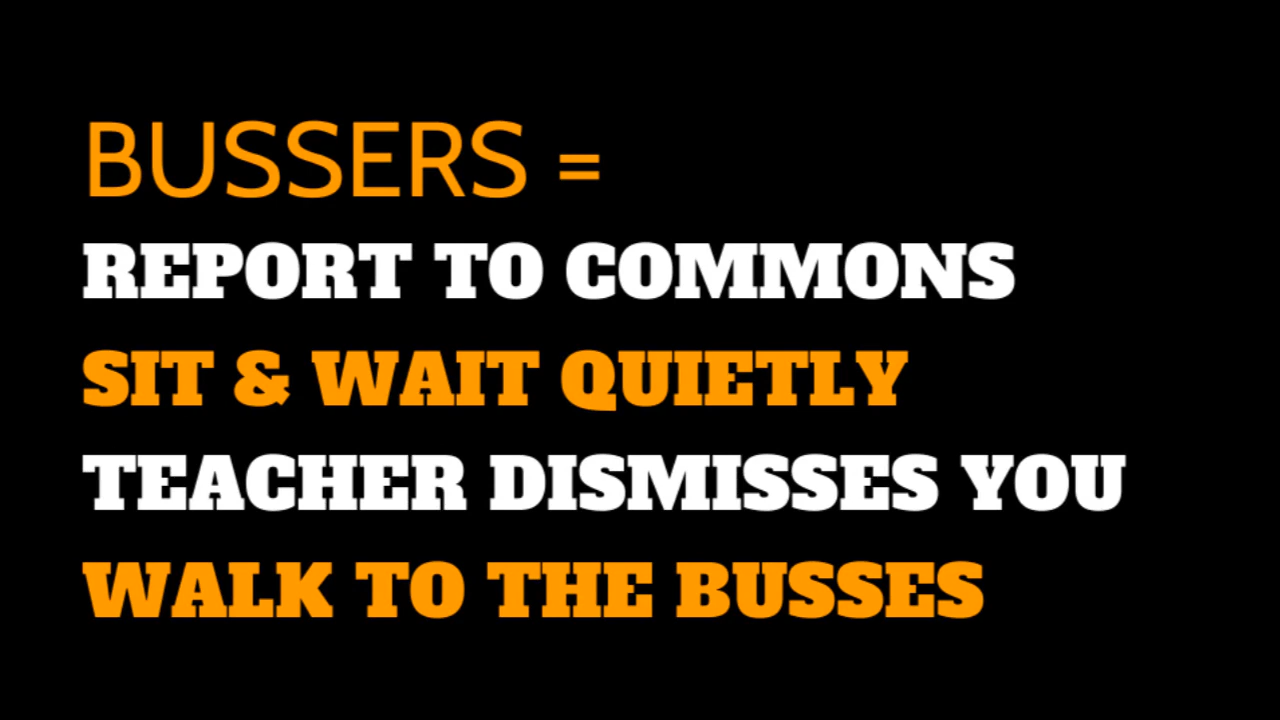 BUSSERS =
REPORT TO COMMONS
SIT & WAIT QUIETLY
TEACHER DISMISSES YOU
WALK TO THE BUSSES